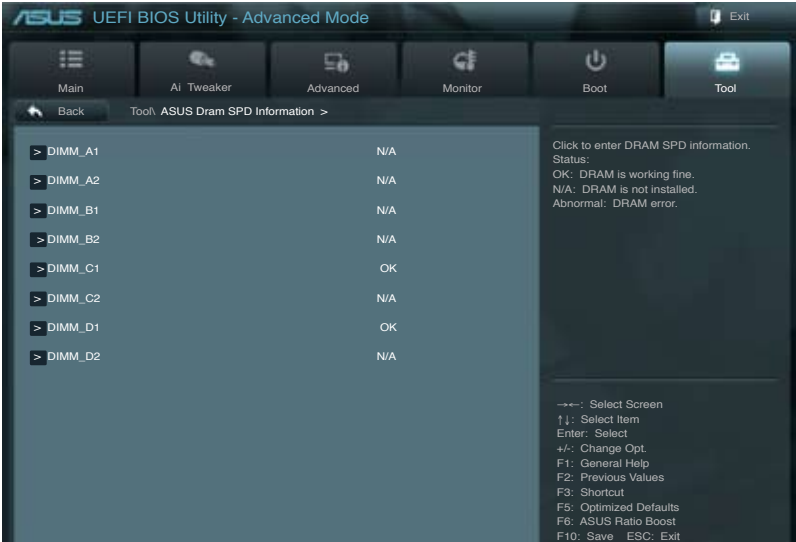 ASUS UEFI BIOS Utility - Advanced Mode
Exit
Main
Ai Tweaker
Advanced
Monitor
Boot
Tool
Back
Tool\ ASUS Dram SPD Information >
> DIMM_A1 N/A
> DIMM_A2 N/A
> DIMM_B1 N/A
> DIMM_B2 N/A
> DIMM_C1 OK
> DIMM_C2 N/A
> DIMM_D1 OK
> DIMM_D2 N/A
Click to enter DRAM SPD information.
Status:
OK: DRAM is working fine.
N/A: DRAM is not installed.
Abnormal: DRAM error.
→←: Select Screen
↑↓: Select Item
Enter: Select
+/-: Change Opt.
F1: General Help
F2: Previous Values
F3: Shortcut
F5: Optimized Defaults
F6: ASUS Ratio Boost
F10: Save ESC: Exit